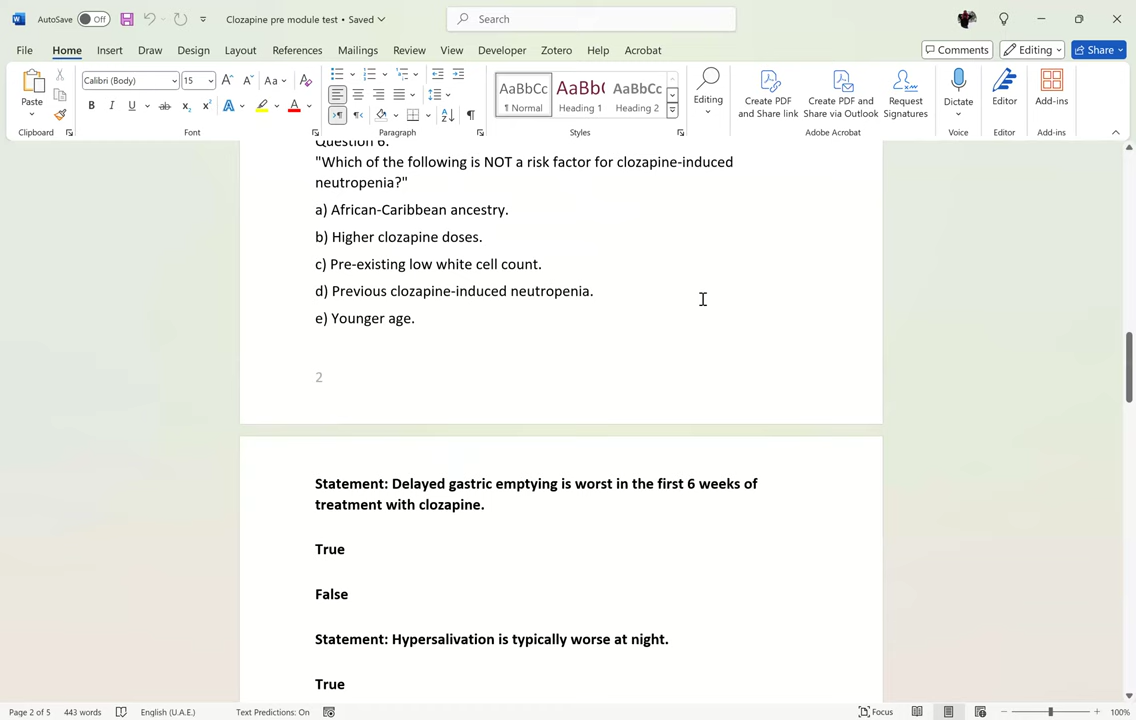 AutoSave Off Clozapine pre module test • Saved Search
File Home Insert Draw Design Layout References Mailings Review View Developer Zotero Help Acrobat Comments Editing Share
Paste Calibri (Body) 15 Aa AaBbCc AaBb( AaBbCc Editing Create PDF and Share link Create PDF and Share via Outlook Request Signatures Dictate Editor Add-ins
B I U ab x₂ x² A A Normal Heading 1 Heading 2
Clipboard Font Paragraph Styles Adobe Acrobat Voice Editor Add-ins
Question 6:
"Which of the following is NOT a risk factor for clozapine-induced
neutropenia?"
a) African-Caribbean ancestry.
b) Higher clozapine doses.
c) Pre-existing low white cell count.
d) Previous clozapine-induced neutropenia.
e) Younger age.
2
Statement: Delayed gastric emptying is worst in the first 6 weeks of
treatment with clozapine.
True
False
Statement: Hypersalivation is typically worse at night.
True
Page 2 of 5 443 words English (U.A.E.) Text Predictions: On Focus 100%